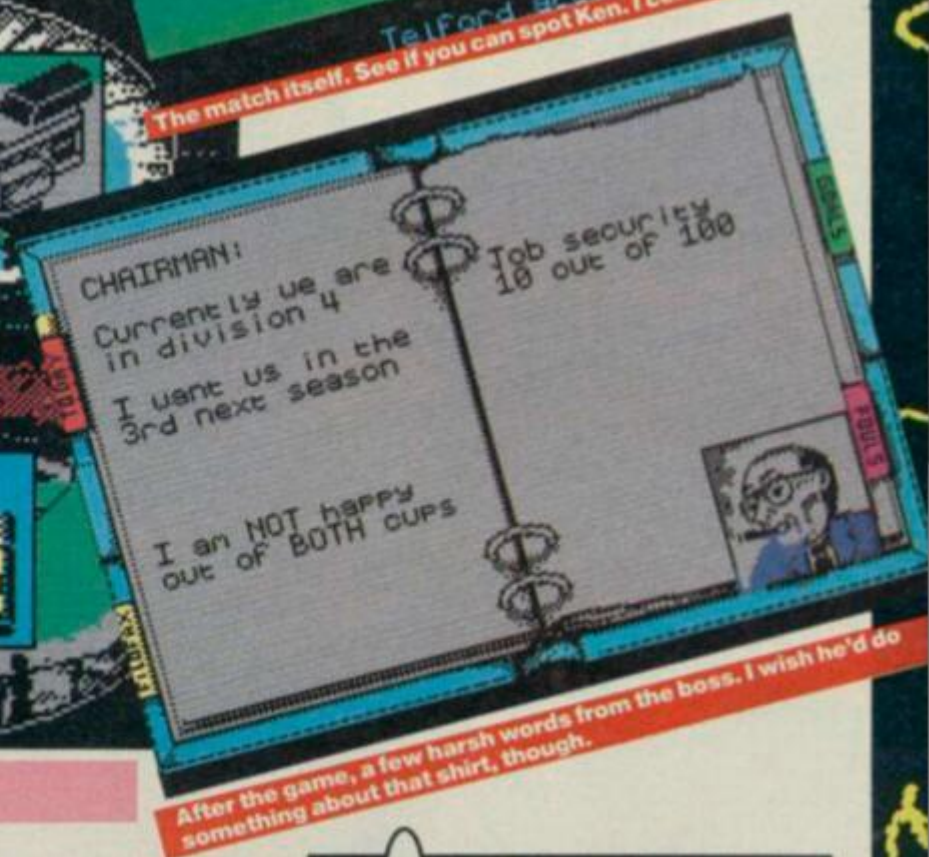 Telford
The match itself. See if you can spot Ken. I
CHAIRMAN:
Currently we are
in division 4
I want us in the
3rd next season
I am NOT happy
out of BOTH cups
Job security
10 out of 100
GOALS
FOULS
After the game, a few harsh words from the boss. I wish he'd do
something about that shirt, though.